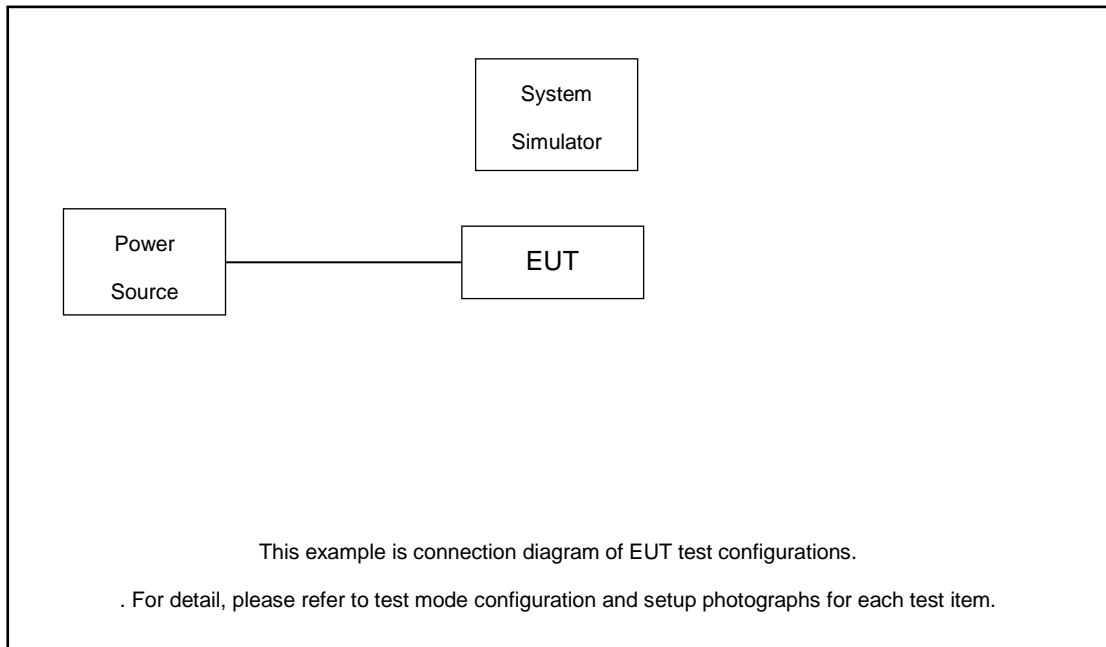 System
Simulator
Power
Source
EUT
This example is connection diagram of EUT test configurations.
. For detail, please refer to test mode configuration and setup photographs for each test item.